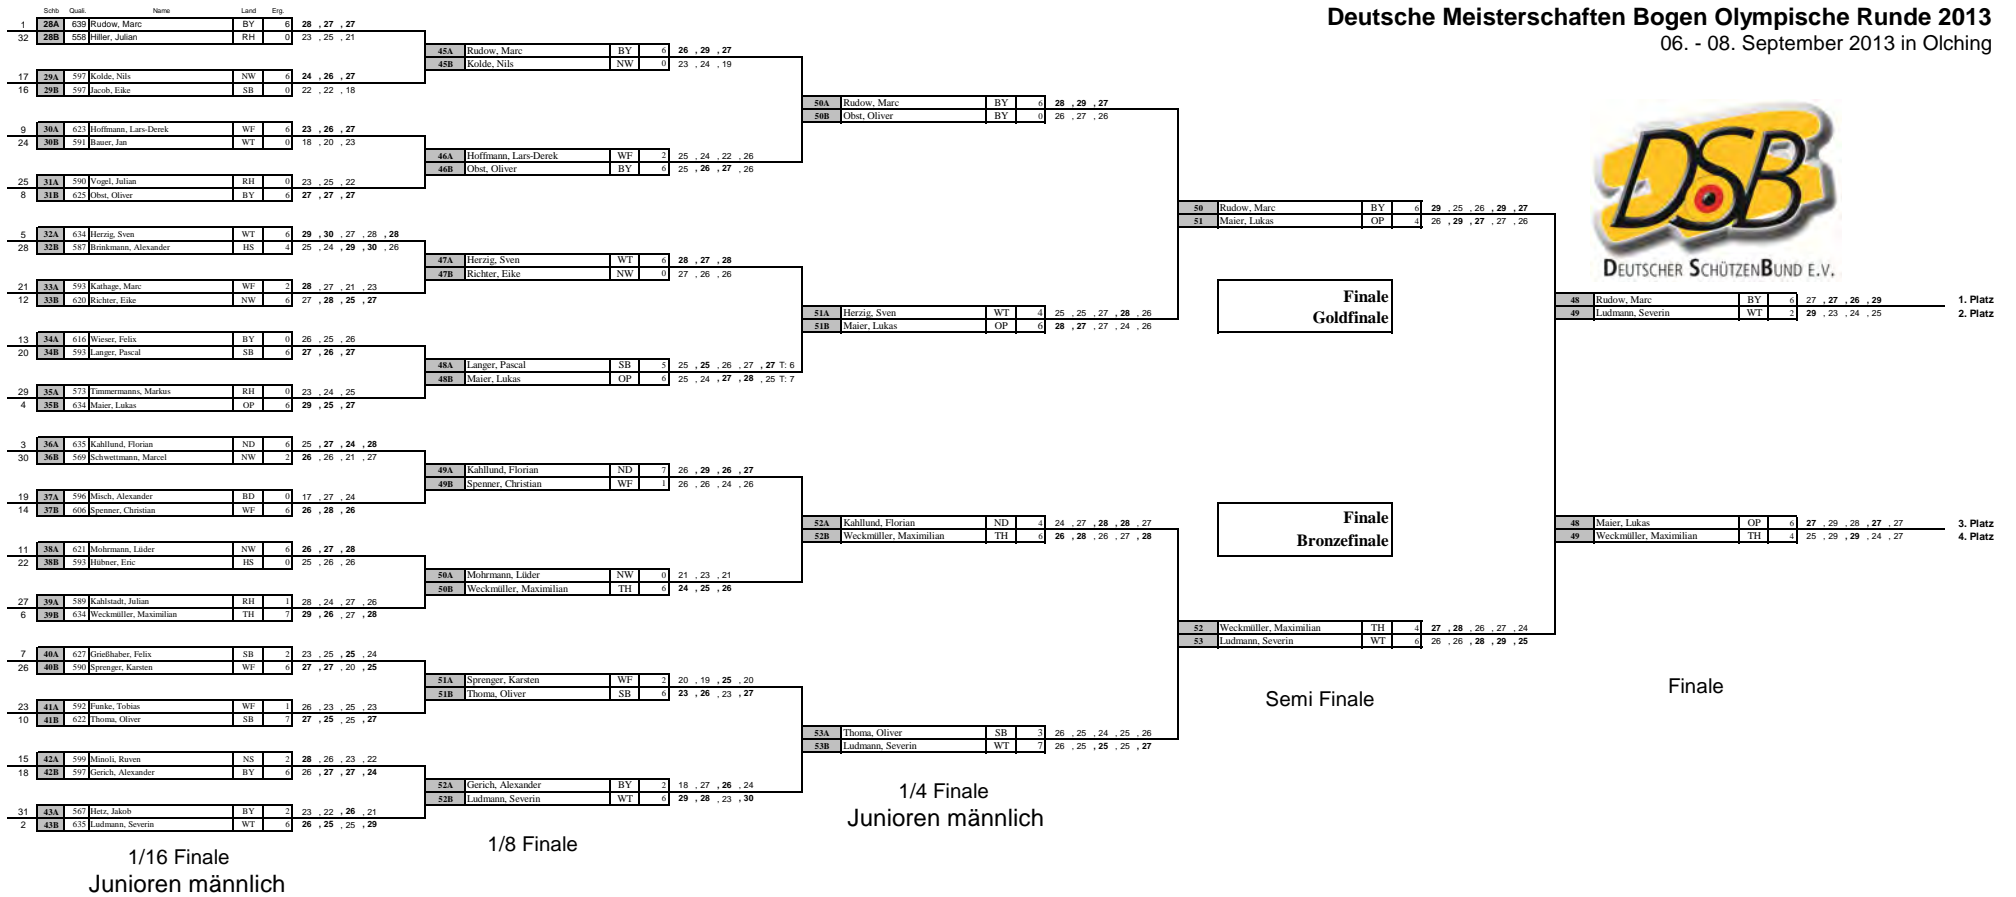 Deutsche Meisterschaften Bogen Olympische Runde 2013
06. - 08. September 2013 in Olching
Schb Quali. Name Land Erg.
1 28A 639 Rudow, Marc BY 6 28 , 27 , 27
32 28B 558 Hiller, Julian RH 0 23 , 25 , 21
17 29A 597 Kolde, Nils NW 6 24 , 26 , 27
16 29B 597 Jacob, Eike SB 0 22 , 22 , 18
9 30A 623 Hoffmann, Lars-Derek WF 6 23 , 26 , 27
24 30B 591 Bauer, Jan WT 0 18 , 20 , 23
25 31A 590 Vogel, Julian RH 0 23 , 25 , 22
8 31B 625 Obst, Oliver BY 6 27 , 27 , 27
5 32A 634 Herzig, Sven WT 6 29 , 30 , 27 , 28 , 28
28 32B 587 Brinkmann, Alexander HS 4 25 , 24 , 29 , 30 , 26
21 33A 593 Kathage, Marc WF 2 28 , 27 , 21 , 23
12 33B 620 Richter, Eike NW 6 27 , 28 , 25 , 27
13 34A 616 Wieser, Felix BY 0 26 , 25 , 26
20 34B 593 Langer, Pascal SB 6 27 , 26 , 27
29 35A 573 Timmermanns, Markus RH 0 23 , 24 , 25
4 35B 634 Maier, Lukas OP 6 29 , 25 , 27
3 36A 635 Kahllund, Florian ND 6 25 , 27 , 24 , 28
30 36B 569 Schwettmann, Marcel NW 2 26 , 26 , 21 , 27
19 37A 596 Misch, Alexander BD 0 17 , 27 , 24
14 37B 606 Spenner, Christian WF 6 26 , 28 , 26
11 38A 621 Mohrmann, Lüder NW 6 26 , 27 , 28
22 38B 593 Hübner, Eric HS 0 25 , 26 , 26
27 39A 589 Kahlstadt, Julian RH 1 28 , 24 , 27 , 26
6 39B 634 Weckmüller, Maximilian TH 7 29 , 26 , 27 , 28
7 40A 627 Grießhaber, Felix SB 2 23 , 25 , 25 , 24
26 40B 590 Sprenger, Karsten WF 6 27 , 27 , 20 , 25
23 41A 592 Funke, Tobias WF 1 26 , 23 , 25 , 23
10 41B 622 Thoma, Oliver SB 7 27 , 25 , 25 , 27
15 42A 599 Minoli, Ruven NS 2 28 , 26 , 23 , 22
18 42B 597 Gerich, Alexander BY 6 26 , 27 , 27 , 24
31 43A 567 Hetz, Jakob BY 2 23 , 22 , 26 , 21
2 43B 635 Ludmann, Severin WT 6 26 , 25 , 25 , 29
1/16 Finale
Junioren männlich
45A Rudow, Marc BY 6 26 , 29 , 27
45B Kolde, Nils NW 0 23 , 24 , 19
46A Hoffmann, Lars-Derek WF 2 25 , 24 , 22 , 26
46B Obst, Oliver BY 6 25 , 26 , 27 , 26
47A Herzig, Sven WT 6 28 , 27 , 28
47B Richter, Eike NW 0 27 , 26 , 26
48A Langer, Pascal SB 5 25 , 25 , 26 , 27 , 27 T: 6
48B Maier, Lukas OP 6 25 , 24 , 27 , 28 , 25 T: 7
49A Kahllund, Florian ND 7 26 , 29 , 26 , 27
49B Spenner, Christian WF 1 26 , 26 , 24 , 26
50A Mohrmann, Lüder NW 0 21 , 23 , 21
50B Weckmüller, Maximilian TH 6 24 , 25 , 26
51A Sprenger, Karsten WF 2 20 , 19 , 25 , 20
51B Thoma, Oliver SB 6 23 , 26 , 23 , 27
52A Gerich, Alexander BY 2 18 , 27 , 26 , 24
52B Ludmann, Severin WT 6 29 , 28 , 23 , 30
1/8 Finale
50A Rudow, Marc BY 6 28 , 29 , 27
50B Obst, Oliver BY 0 26 , 27 , 26
51A Herzig, Sven WT 4 25 , 25 , 27 , 28 , 26
51B Maier, Lukas OP 6 28 , 27 , 27 , 24 , 26
52A Kahllund, Florian ND 4 24 , 27 , 28 , 28 , 27
52B Weckmüller, Maximilian TH 6 26 , 28 , 26 , 27 , 28
53A Thoma, Oliver SB 3 26 , 25 , 24 , 25 , 26
53B Ludmann, Severin WT 7 26 , 25 , 25 , 25 , 27
1/4 Finale
Junioren männlich
50 Rudow, Marc BY 6 29 , 25 , 26 , 29 , 27
51 Maier, Lukas OP 4 26 , 29 , 27 , 27 , 26
Finale
Goldfinale
Finale
Bronzefinale
52 Weckmüller, Maximilian TH 4 27 , 28 , 26 , 27 , 24
53 Ludmann, Severin WT 6 26 , 26 , 28 , 29 , 25
Semi Finale
DSB
DEUTSCHER SCHÜTZENBUND E.V.
48 Rudow, Marc BY 6 27 , 27 , 26 , 29 1. Platz
49 Ludmann, Severin WT 2 29 , 23 , 24 , 25 2. Platz
48 Maier, Lukas OP 6 27 , 29 , 28 , 27 , 27 3. Platz
49 Weckmüller, Maximilian TH 4 25 , 29 , 29 , 24 , 27 4. Platz
Finale